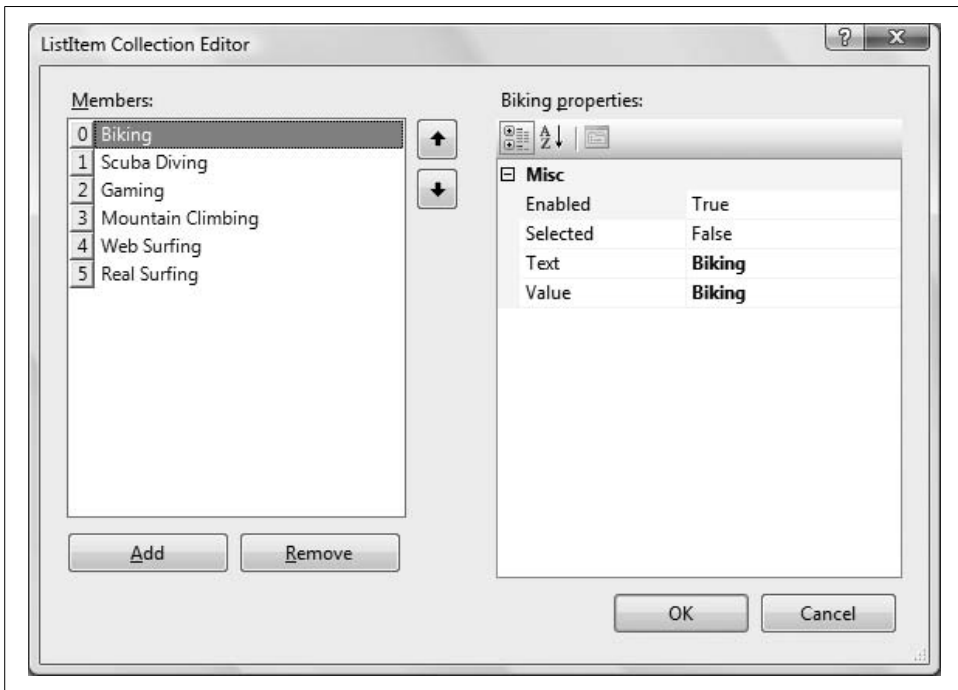 ListItem Collection Editor
? X
Members:
0 Biking
1 Scuba Diving
2 Gaming
3 Mountain Climbing
4 Web Surfing
5 Real Surfing
Add Remove
Biking properties:
A
Z
Misc
Enabled True
Selected False
Text Biking
Value Biking
OK Cancel